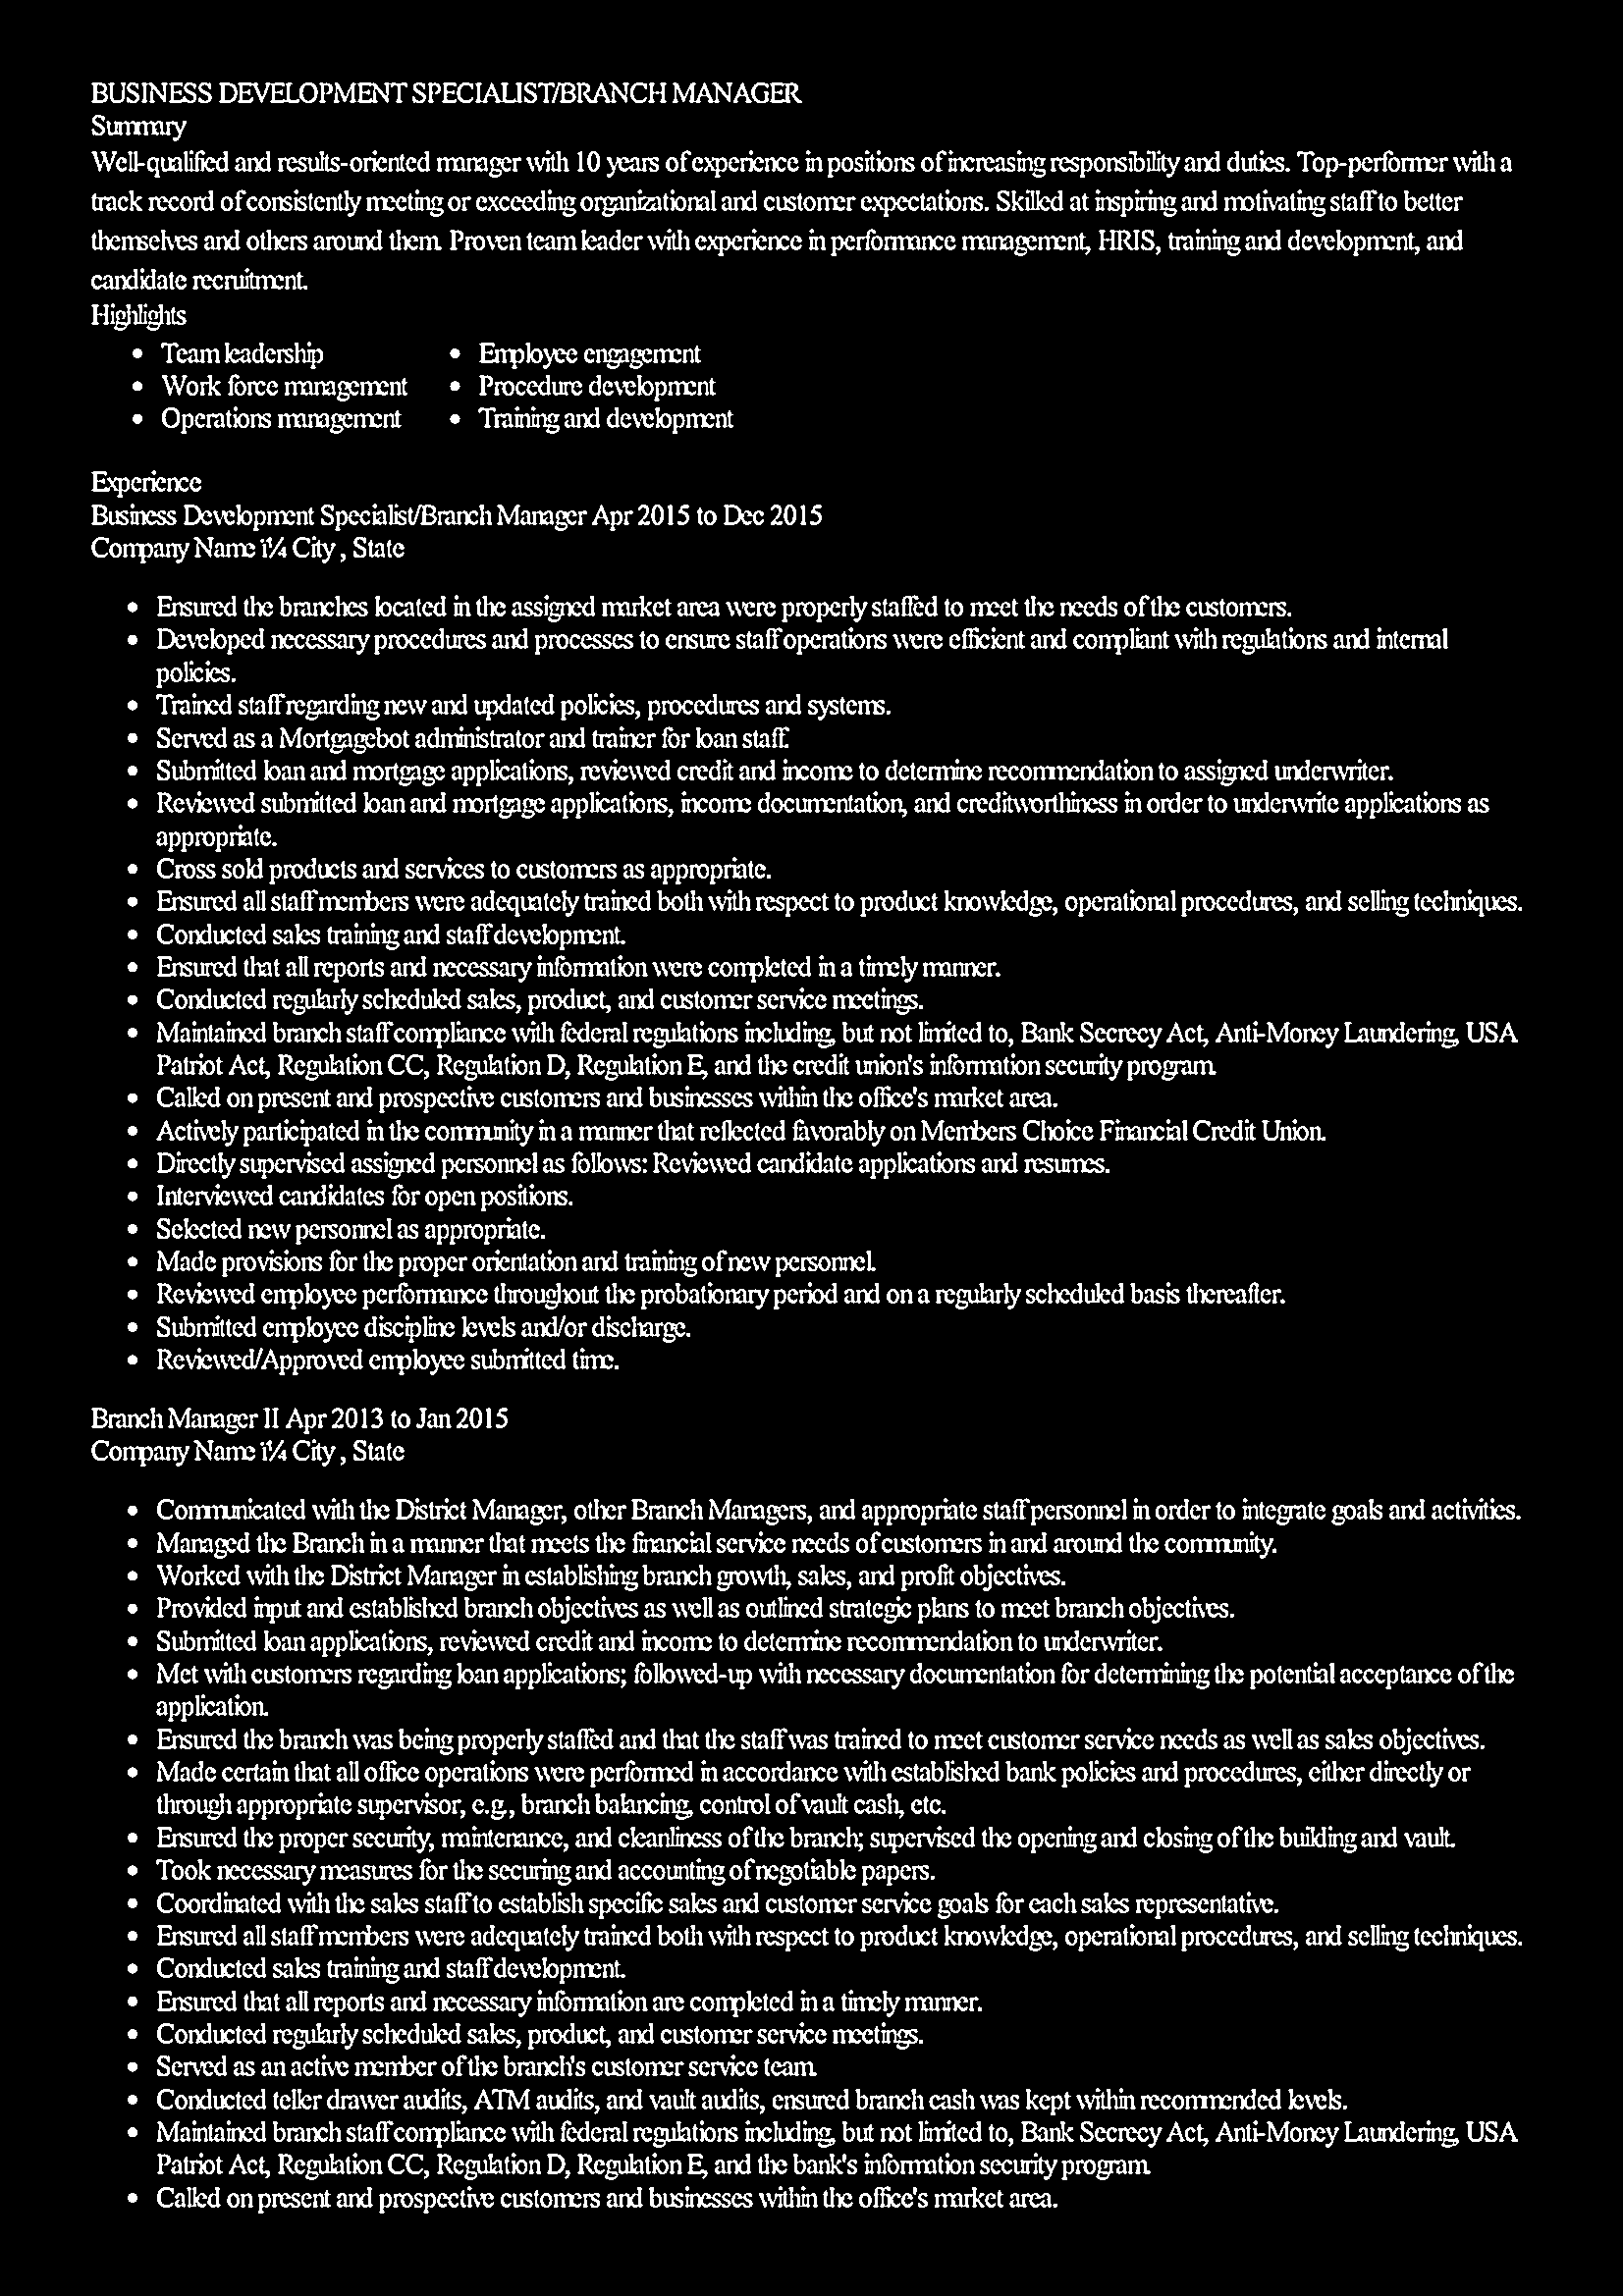 BUSINESS DEVELOPMENT SPECIALIST/BRANCH MANAGER
Summary
Well-qualified and results-oriented manager with 10 years of experience in positions of increasing responsibility and duties. Top-performer with a
track record of consistently meeting or exceeding organizational and customer expectations. Skilled at inspiring and motivating staff to better
themselves and others around them. Proven team leader with experience in performance management, HRIS, training and development, and
candidate recruitment.
Highlights
• Team leadership
• Work force management
• Operations management
• Employee engagement
• Procedure development
• Training and development
Experience
Business Development Specialist/Branch Manager Apr 2015 to Dec 2015
Company Name ï¼ City , State
• Ensured the branches located in the assigned market area were properly staffed to meet the needs of the customers.
• Developed necessary procedures and processes to ensure staff operations were efficient and compliant with regulations and internal
policies.
• Trained staff regarding new and updated policies, procedures and systems.
• Served as a Mortgagebot administrator and trainer for loan staff.
• Submitted loan and mortgage applications, reviewed credit and income to determine recommendation to assigned underwriter.
• Reviewed submitted loan and mortgage applications, income documentation, and creditworthiness in order to underwrite applications as
appropriate.
• Cross sold products and services to customers as appropriate.
• Ensured all staff members were adequately trained both with respect to product knowledge, operational procedures, and selling techniques.
• Conducted sales training and staff development.
• Ensured that all reports and necessary information were completed in a timely manner.
• Conducted regularly scheduled sales, product, and customer service meetings.
• Maintained branch staff compliance with federal regulations including, but not limited to, Bank Secrecy Act, Anti-Money Laundering, USA
Patriot Act, Regulation CC, Regulation D, Regulation E, and the credit union's information security program.
• Called on present and prospective customers and businesses within the office's market area.
• Actively participated in the community in a manner that reflected favorably on Members Choice Financial Credit Union.
• Directly supervised assigned personnel as follows: Reviewed candidate applications and resumes.
• Interviewed candidates for open positions.
• Selected new personnel as appropriate.
• Made provisions for the proper orientation and training of new personnel.
• Reviewed employee performance throughout the probationary period and on a regularly scheduled basis thereafter.
• Submitted employee discipline levels and/or discharge.
• Reviewed/Approved employee submitted time.
Branch Manager II Apr 2013 to Jan 2015
Company Name ï¼ City , State
• Communicated with the District Manager, other Branch Managers, and appropriate staff personnel in order to integrate goals and activities.
• Managed the Branch in a manner that meets the financial service needs of customers in and around the community.
• Worked with the District Manager in establishing branch growth, sales, and profit objectives.
• Provided input and established branch objectives as well as outlined strategic plans to meet branch objectives.
• Submitted loan applications, reviewed credit and income to determine recommendation to underwriter.
• Met with customers regarding loan applications; followed-up with necessary documentation for determining the potential acceptance of the
application.
• Ensured the branch was being properly staffed and that the staff was trained to meet customer service needs as well as sales objectives.
• Made certain that all office operations were performed in accordance with established bank policies and procedures, either directly or
through appropriate supervisor, e.g., branch balancing, control of vault cash, etc.
• Ensured the proper security, maintenance, and cleanliness of the branch; supervised the opening and closing of the building and vault.
• Took necessary measures for the securing and accounting of negotiable papers.
• Coordinated with the sales staff to establish specific sales and customer service goals for each sales representative.
• Ensured all staff members were adequately trained both with respect to product knowledge, operational procedures, and selling techniques.
• Conducted sales training and staff development.
• Ensured that all reports and necessary information are completed in a timely manner.
• Conducted regularly scheduled sales, product, and customer service meetings.
• Served as an active member of the branch's customer service team.
• Conducted teller drawer audits, ATM audits, and vault audits, ensured branch cash was kept within recommended levels.
• Maintained branch staff compliance with federal regulations including, but not limited to, Bank Secrecy Act, Anti-Money Laundering, USA
Patriot Act, Regulation CC, Regulation D, Regulation E, and the bank's information security program.
• Called on present and prospective customers and businesses within the office's market area.